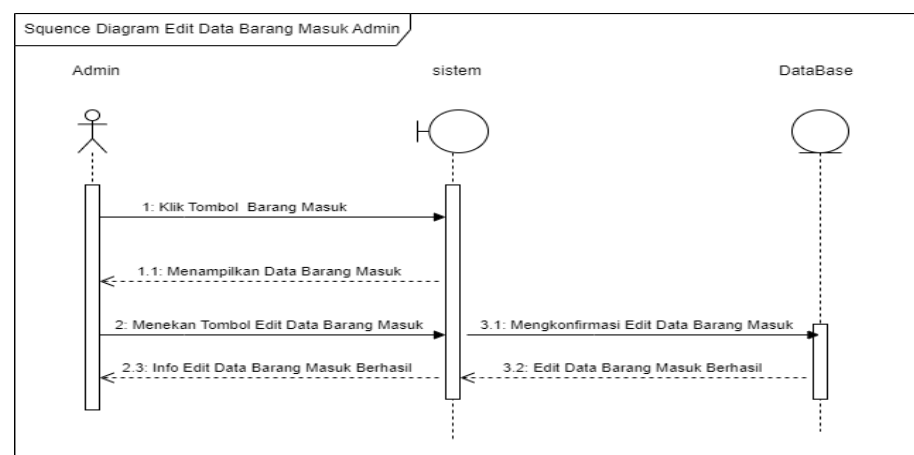 Squence Diagram Edit Data Barang Masuk Admin
Admin
sistem
DataBase
1: Klik Tombol Barang Masuk
1.1: Menampilkan Data Barang Masuk
2: Menekan Tombol Edit Data Barang Masuk
3.1: Mengkonfirmasi Edit Data Barang Masuk
2.3: Info Edit Data Barang Masuk Berhasil
3.2: Edit Data Barang Masuk Berhasil